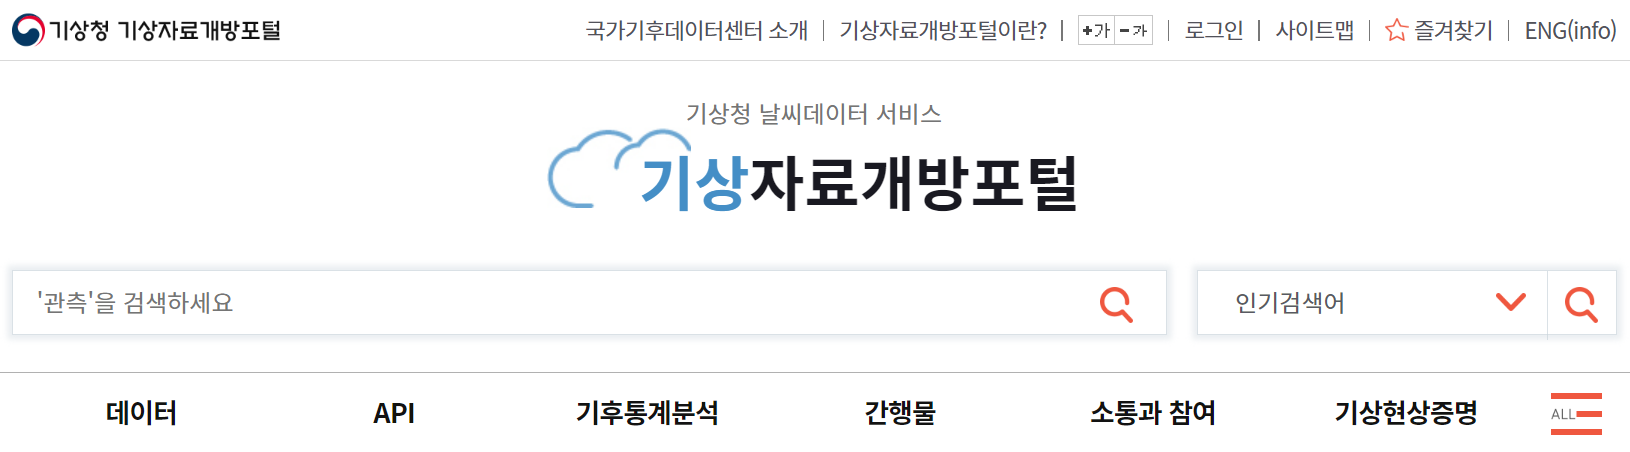 기상청 기상자료개방포털
국가기후데이터센터 소개 | 기상자료개방포털이란? | +가 -가 | 로그인 | 사이트맵 | 즐겨찾기 | ENG(info)
기상청 날씨데이터 서비스
기상자료개방포털
'관측'을 검색하세요
인기검색어
데이터 API 기후통계분석 간행물 소통과 참여 기상현상증명 ALL